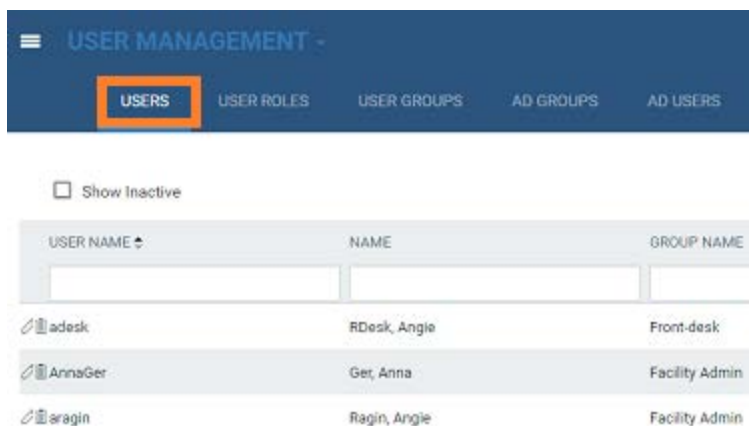 USER MANAGEMENT -
USERS USER ROLES USER GROUPS AD GROUPS AD USERS
Show Inactive
USER NAME NAME GROUP NAME
adesk RDesk, Angie Front-desk
AnnaGer Ger, Anna Facility Admin
aragin Ragin, Angie Facility Admin